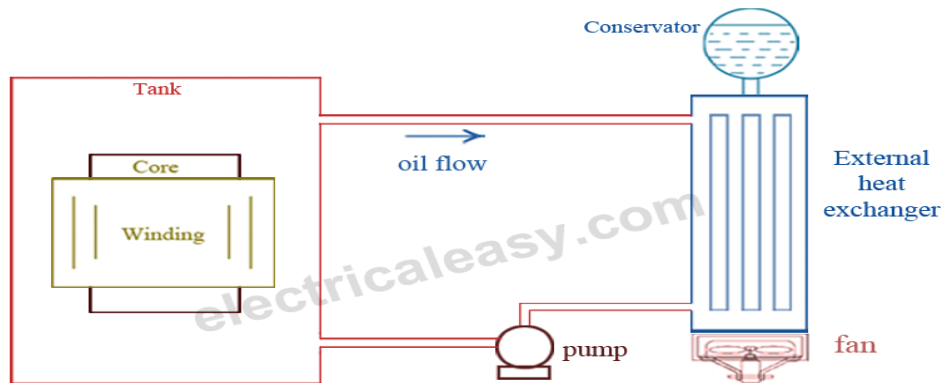 Conservator
Tank
oil flow
Core
External
heat
exchanger
Winding
electricaleasy.com
pump
fan